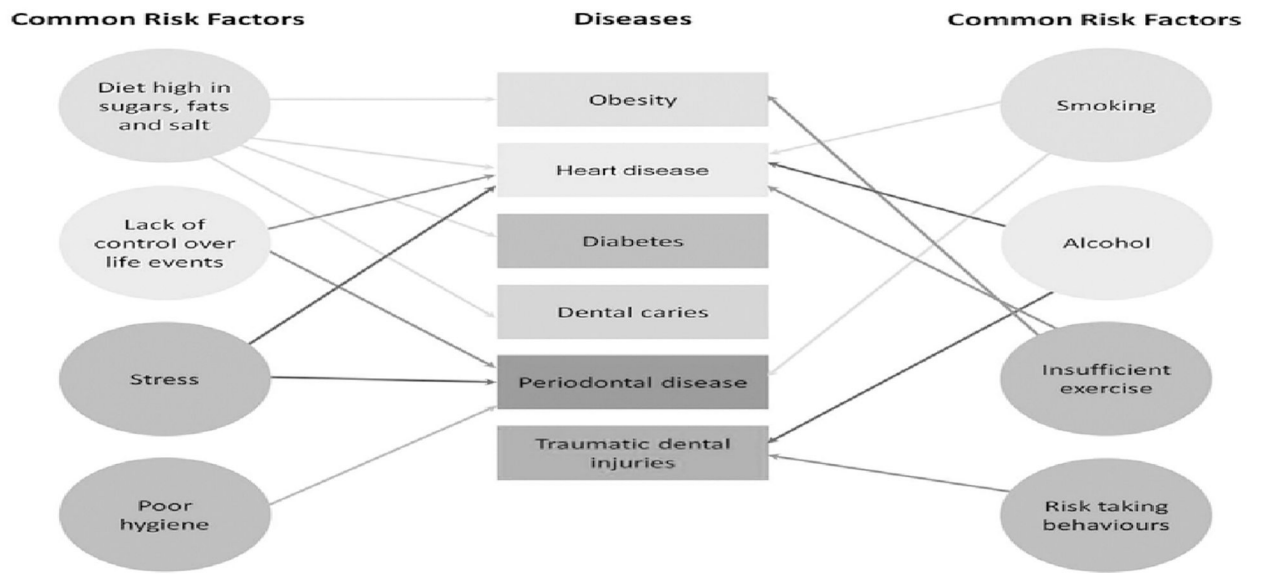 Common Risk Factors
Diseases
Common Risk Factors
Diet high in
sugars, fats
and salt
Lack of
control over
life events
Stress
Poor
hygiene
Obesity
Heart disease
Diabetes
Dental caries
Periodontal disease
Traumatic dental
injuries
Smoking
Alcohol
Insufficient
exercise
Risk taking
behaviours